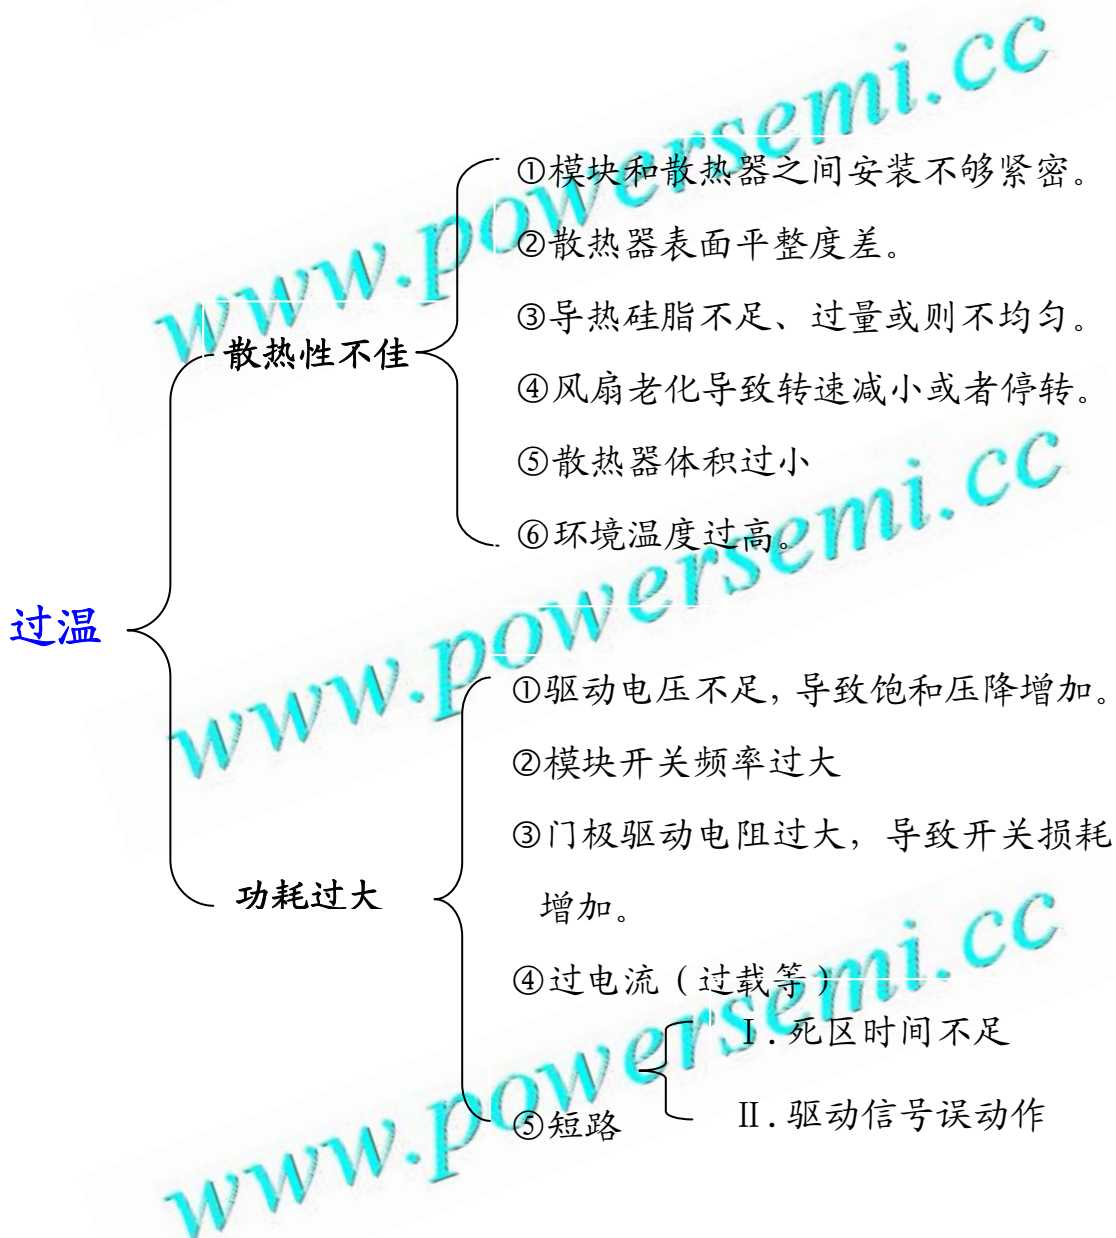 www.powersemi.cc
①模块和散热器之间安装不够紧密。
②散热器表面平整度差。
③导热硅脂不足、过量或则不均匀。
散热性不佳
④风扇老化导致转速减小或者停转。
⑤散热器体积过小
⑥环境温度过高。
www.powersemi.cc
过温
①驱动电压不足，导致饱和压降增加。
②模块开关频率过大
③门极驱动电阻过大，导致开关损耗
功耗过大
增加。
④过电流（过载等）
www.powersemi.cc
Ⅰ.死区时间不足
⑤短路
Ⅱ.驱动信号误动作